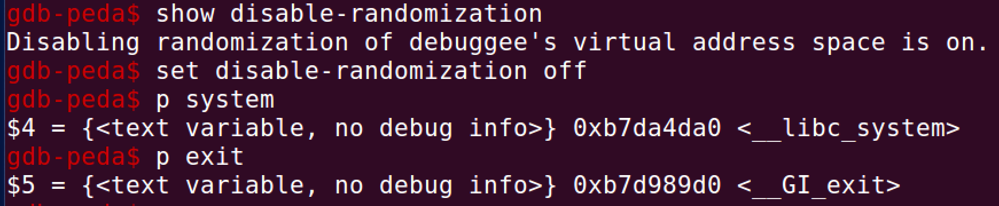 gdb-peda$ show disable-randomization
Disabling randomization of debuggee's virtual address space is on.
gdb-peda$ set disable-randomization off
gdb-peda$ p system
$4 = {<text variable, no debug info>} 0xb7da4da0 <__libc_system>
gdb-peda$ p exit
$5 = {<text variable, no debug info>} 0xb7d989d0 <__GI_exit>